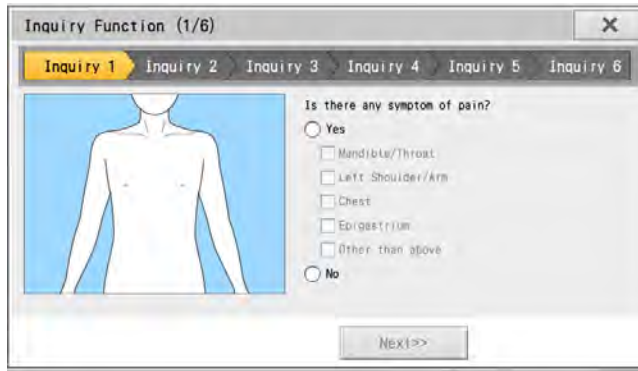 Inquiry Function (1/6)
Inquiry 1 Inquiry 2 Inquiry 3 Inquiry 4 Inquiry 5 Inquiry 6
Is there any symptom of pain?
Yes
Mandible/Throat
Left Shoulder/Arm
Chest
Epigastrium
Other than above
No
Next>>